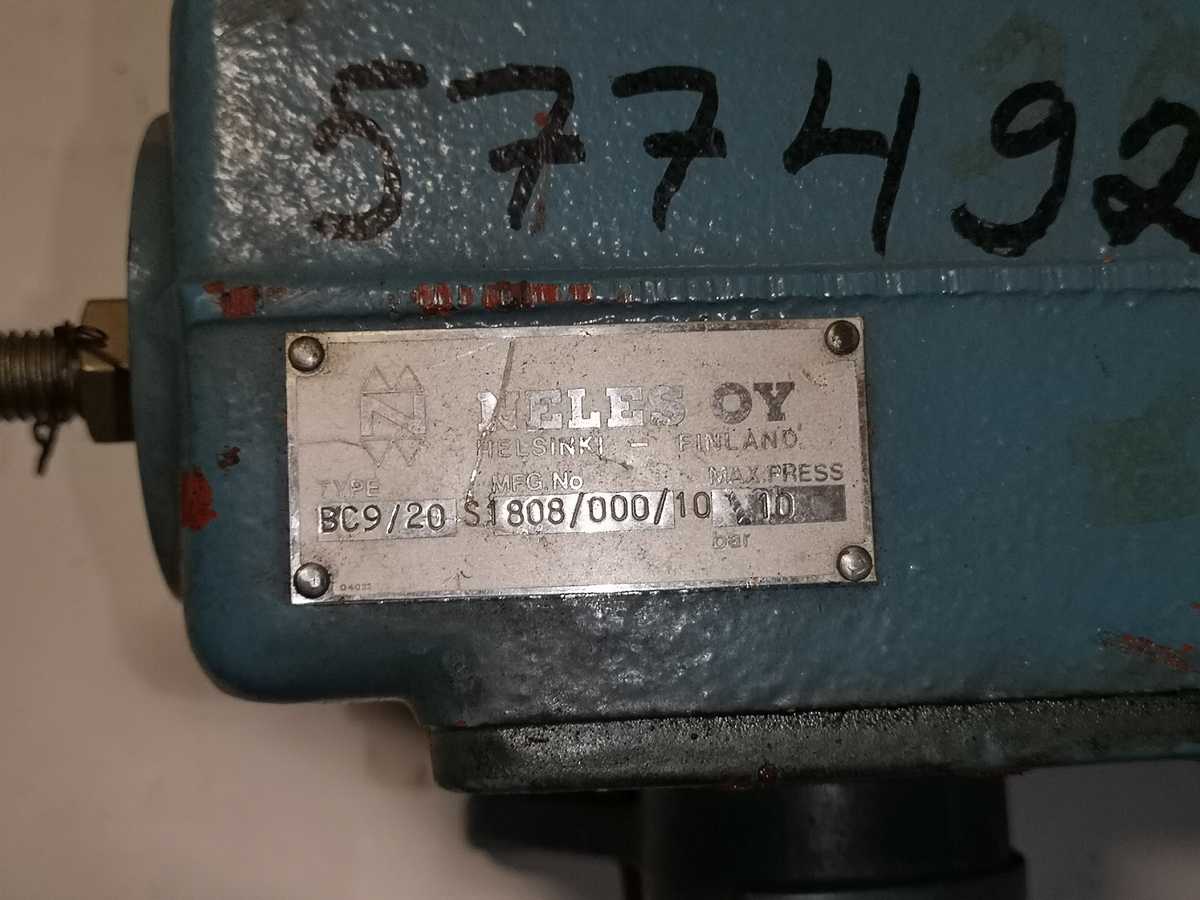 577492
NELES OY
HELSINKI — FINLAND
TYPE MFG.No MAX.PRESS
BC9/20 S1808/000/10 10
bar